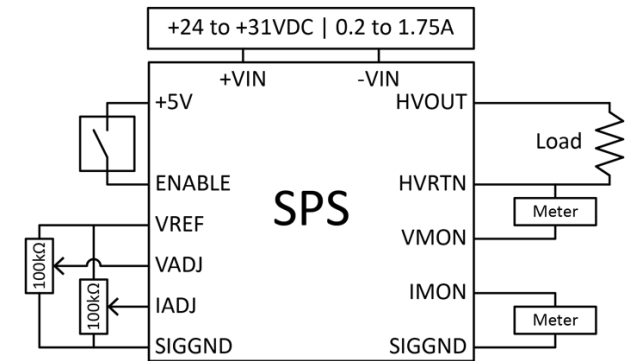 +24 to +31VDC | 0.2 to 1.75A
+VIN -VIN
+5V HVOUT
Load
ENABLE HVRTN
SPS
Meter
VREF
VMON
100kΩ VADJ
IMON
100kΩ IADJ
Meter
SIGGND SIGGND